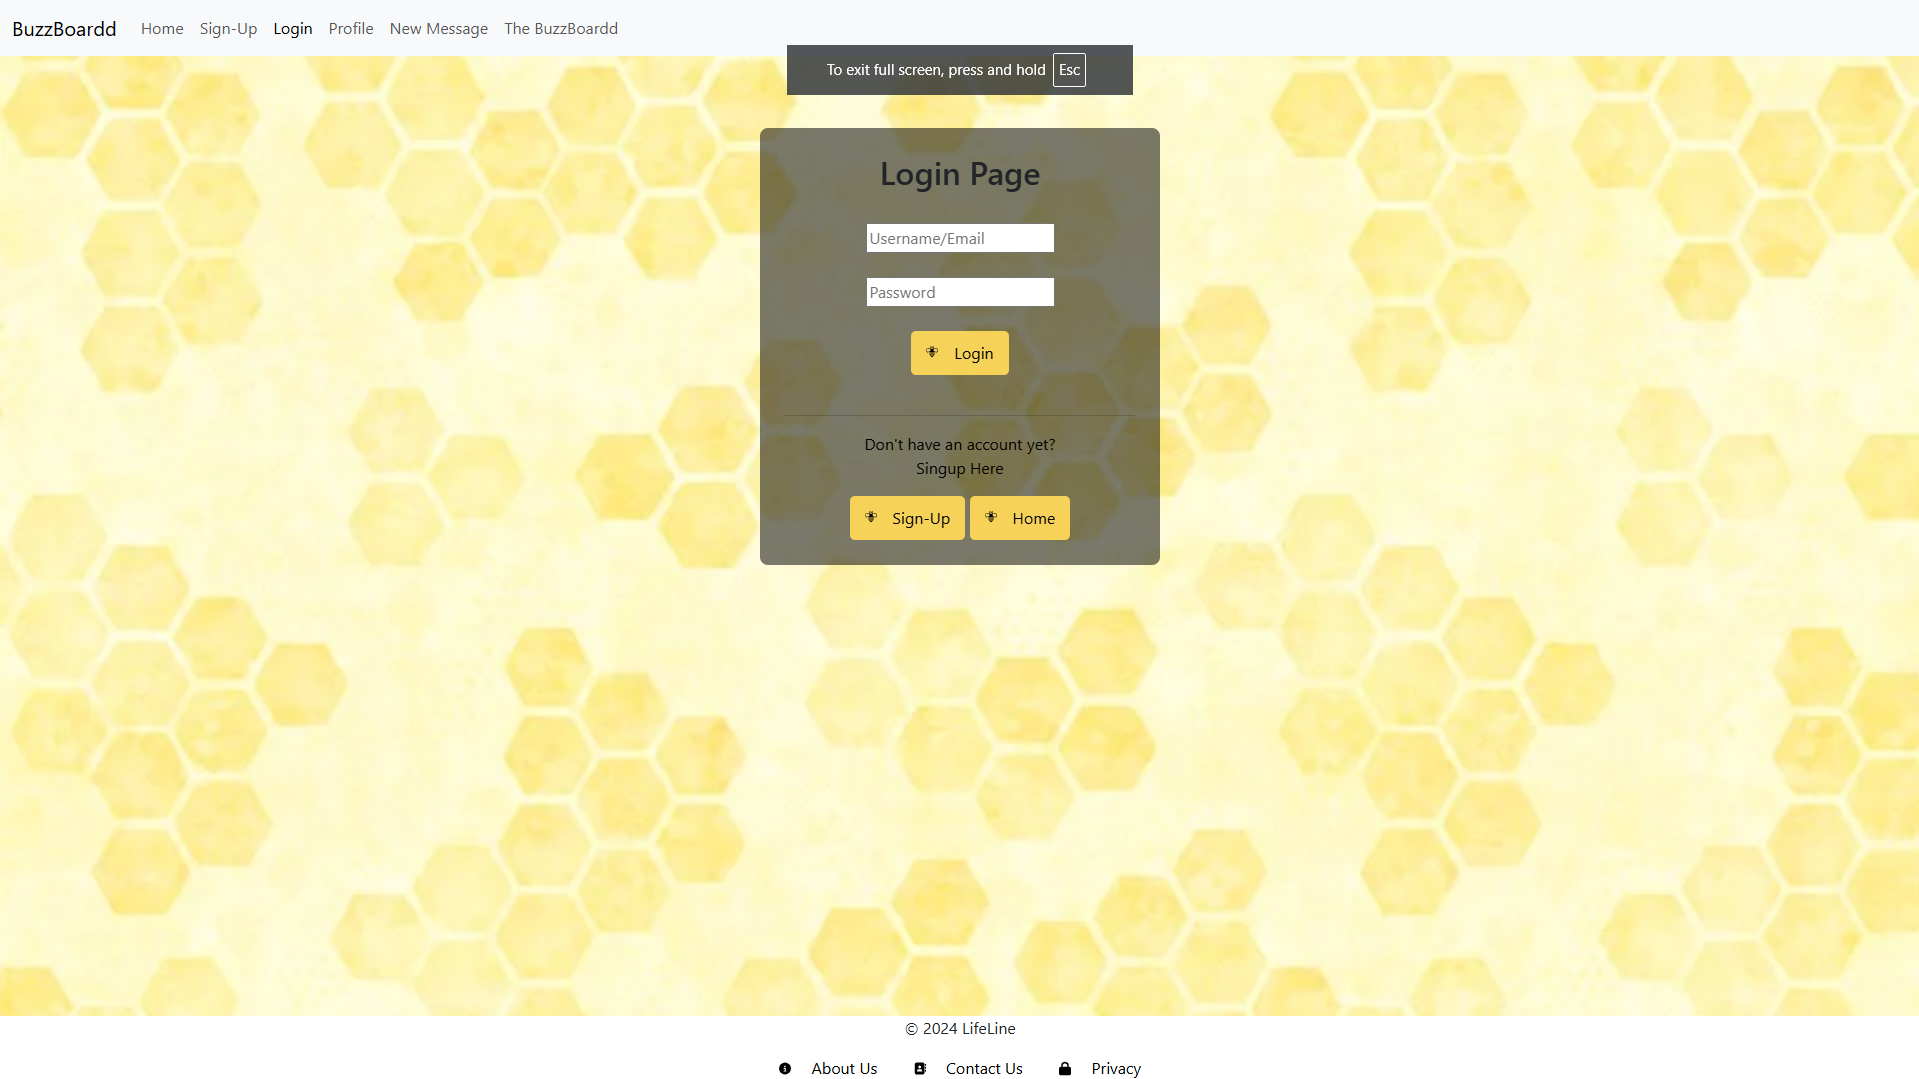 BuzzBoardd Home Sign-Up Login Profile New Message The BuzzBoardd
To exit full screen, press and hold Esc
Login Page
Username/Email
Password
Login
Don't have an account yet?
Singup Here
Sign-Up Home
© 2024 LifeLine
About Us Contact Us Privacy